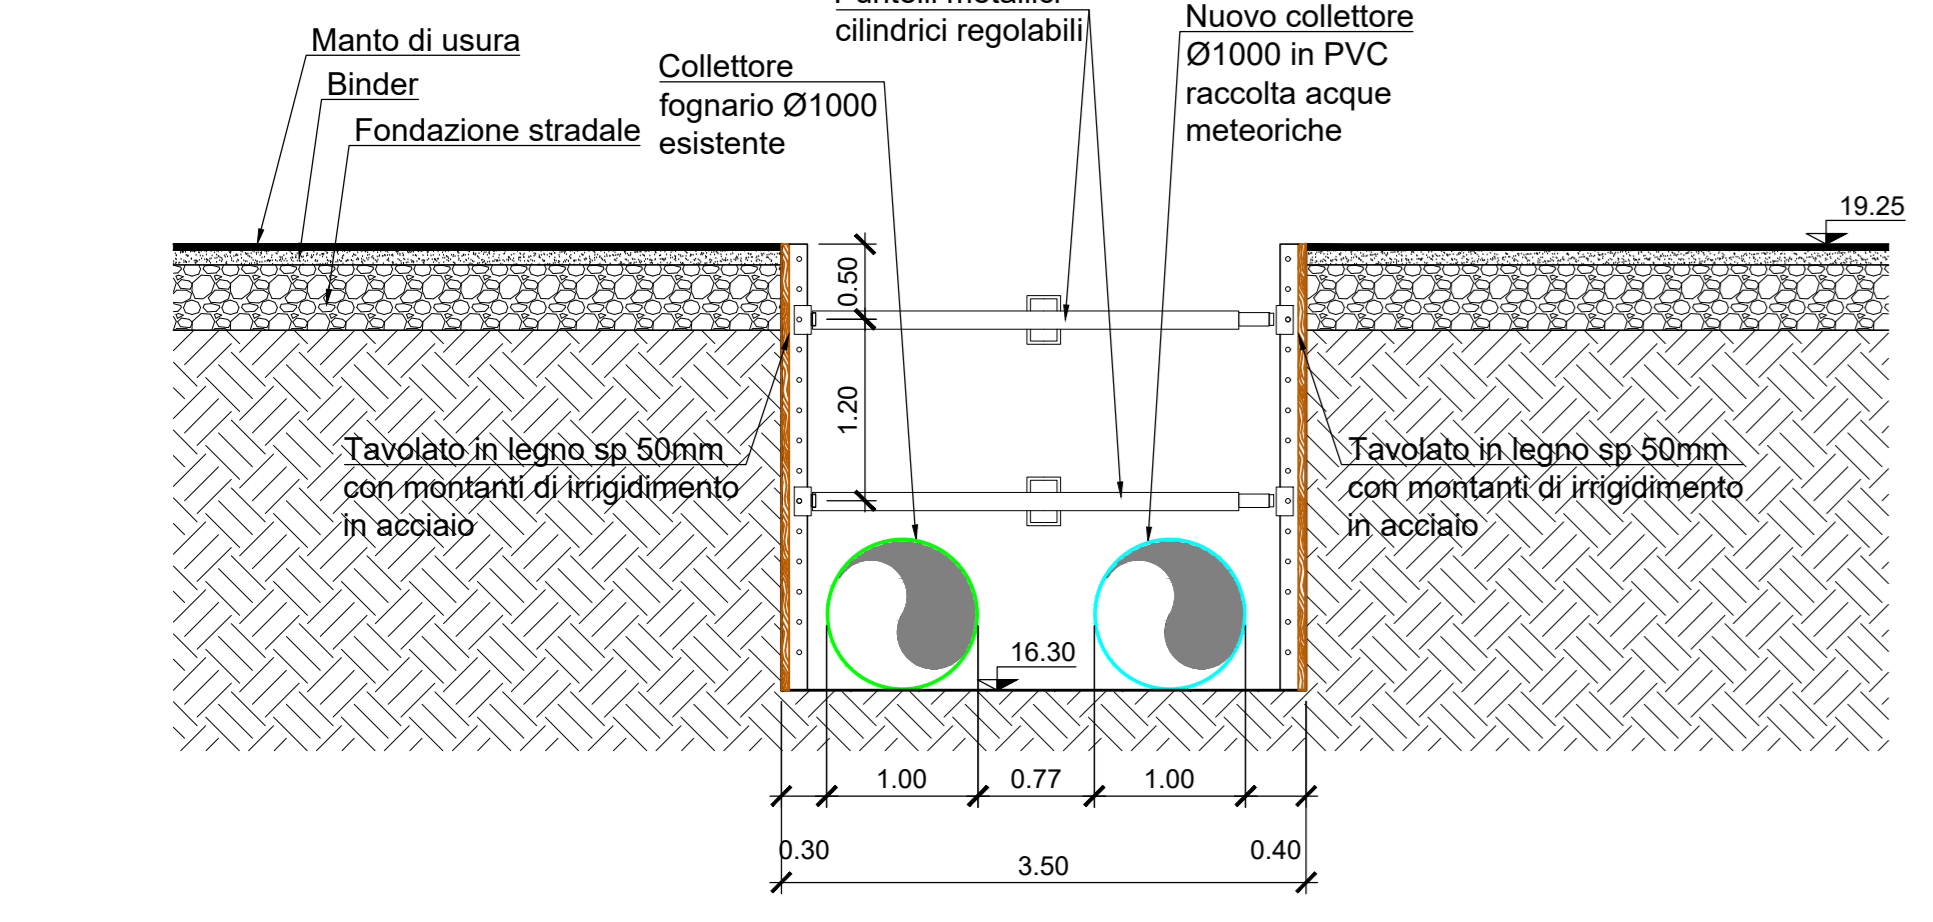 Manto di usura
Binder
Fondazione stradale
Collettore
fognario Ø1000
esistente
Puntelli metallici
cilindrici regolabili
Nuovo collettore
Ø1000 in PVC
raccolta acque
meteoriche
19.25
0.50
1.20
Tavolato in legno sp 50mm
con montanti di irrigidimento
in acciaio
Tavolato in legno sp 50mm
con montanti di irrigidimento
in acciaio
16.30
1.00
0.77
1.00
0.30
0.40
3.50